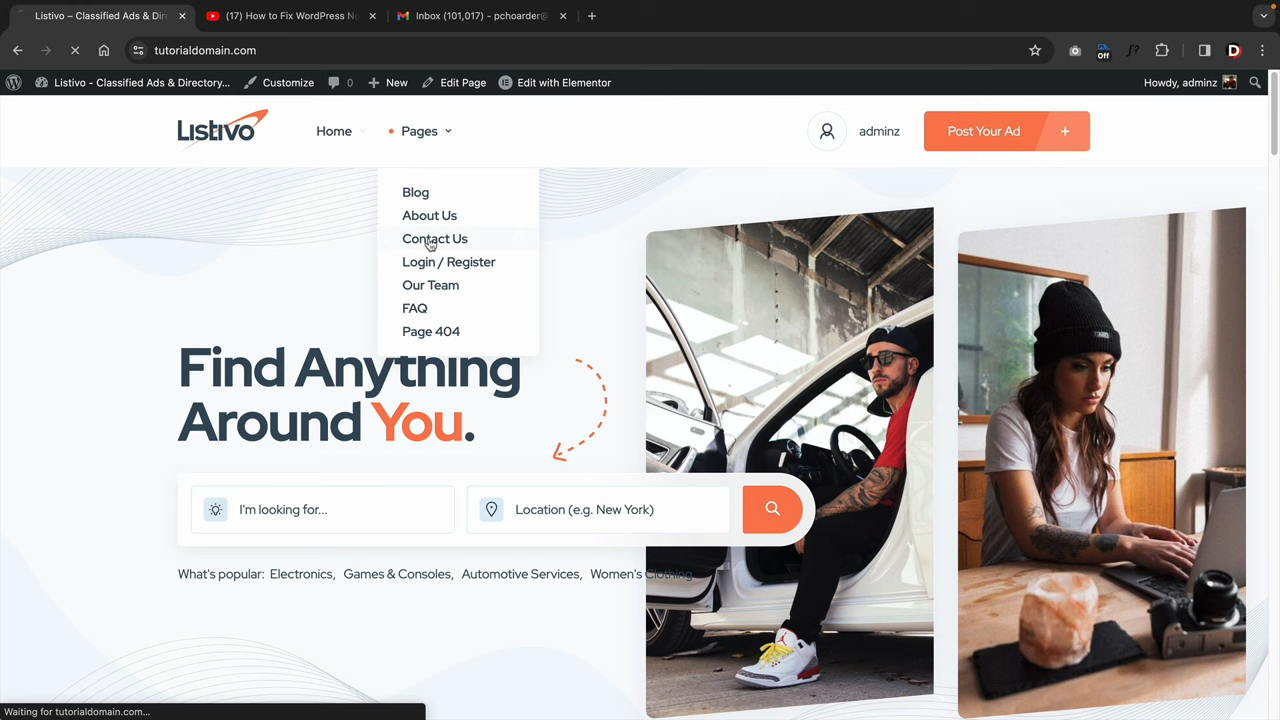 Listivo – Classified Ads & Dire
(17) How to Fix WordPress No
Inbox (101,017) - pchoarder@
tutorialdomain.com
Off
f?
D
Listivo - Classified Ads & Directory...
Customize
0
New
Edit Page
Edit with Elementor
Howdy, adminz
Listivo
Home
Pages
adminz
Post Your Ad +
Blog
About Us
Contact Us
Login / Register
Our Team
FAQ
Page 404
Find Anything
Around You.
I'm looking for...
Location (e.g. New York)
What's popular: Electronics, Games & Consoles, Automotive Services, Women's Clothing
Waiting for tutorialdomain.com...